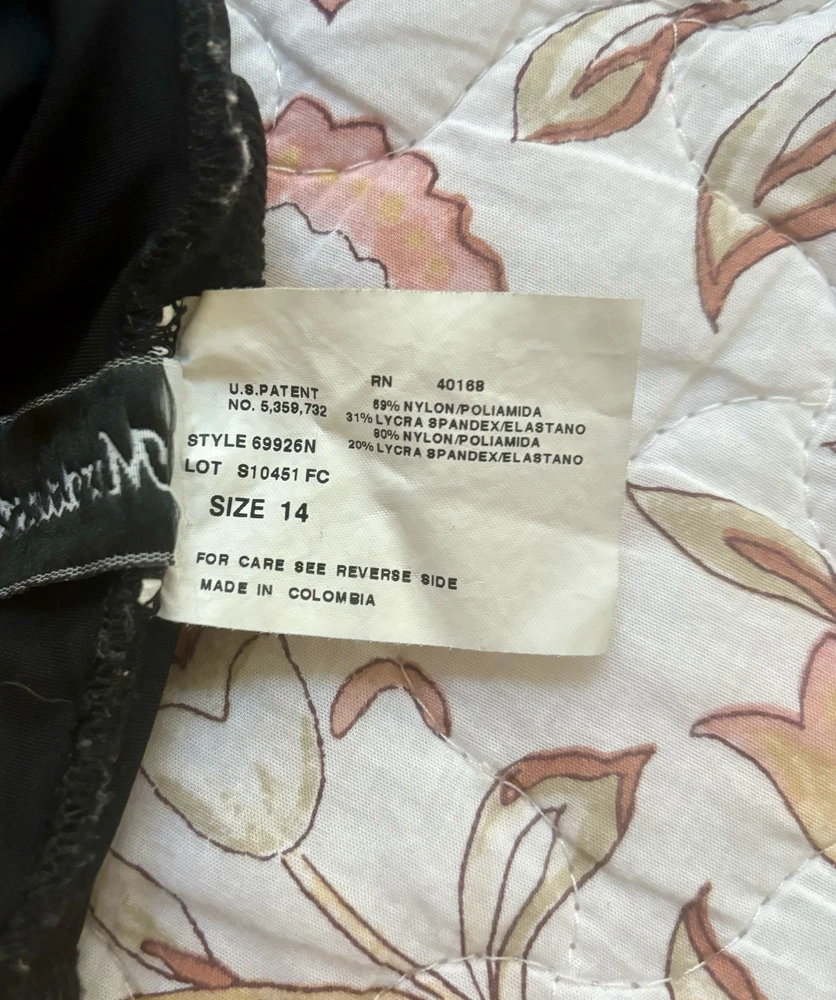 U.S.PATENT
NO. 5,359,732
RN 40168
69% NYLON/POLIAMIDA
31% LYCRA SPANDEX/ELASTANO
80% NYLON/POLIAMIDA
20% LYCRA SPANDEX/ELASTANO
STYLE 69926N
LOT S10451 FC
SIZE 14
FOR CARE SEE REVERSE SIDE
MADE IN COLOMBIA